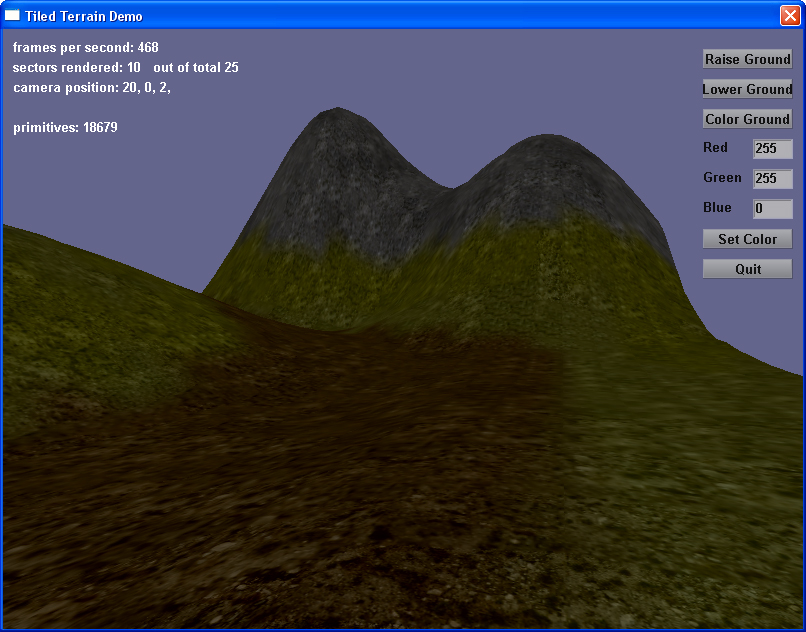 Tiled Terrain Demo
frames per second: 468
sectors rendered: 10 out of total 25
camera position: 20, 0, 2,
primitives: 18679
Raise Ground
Lower Ground
Color Ground
Red 255
Green 255
Blue 0
Set Color
Quit